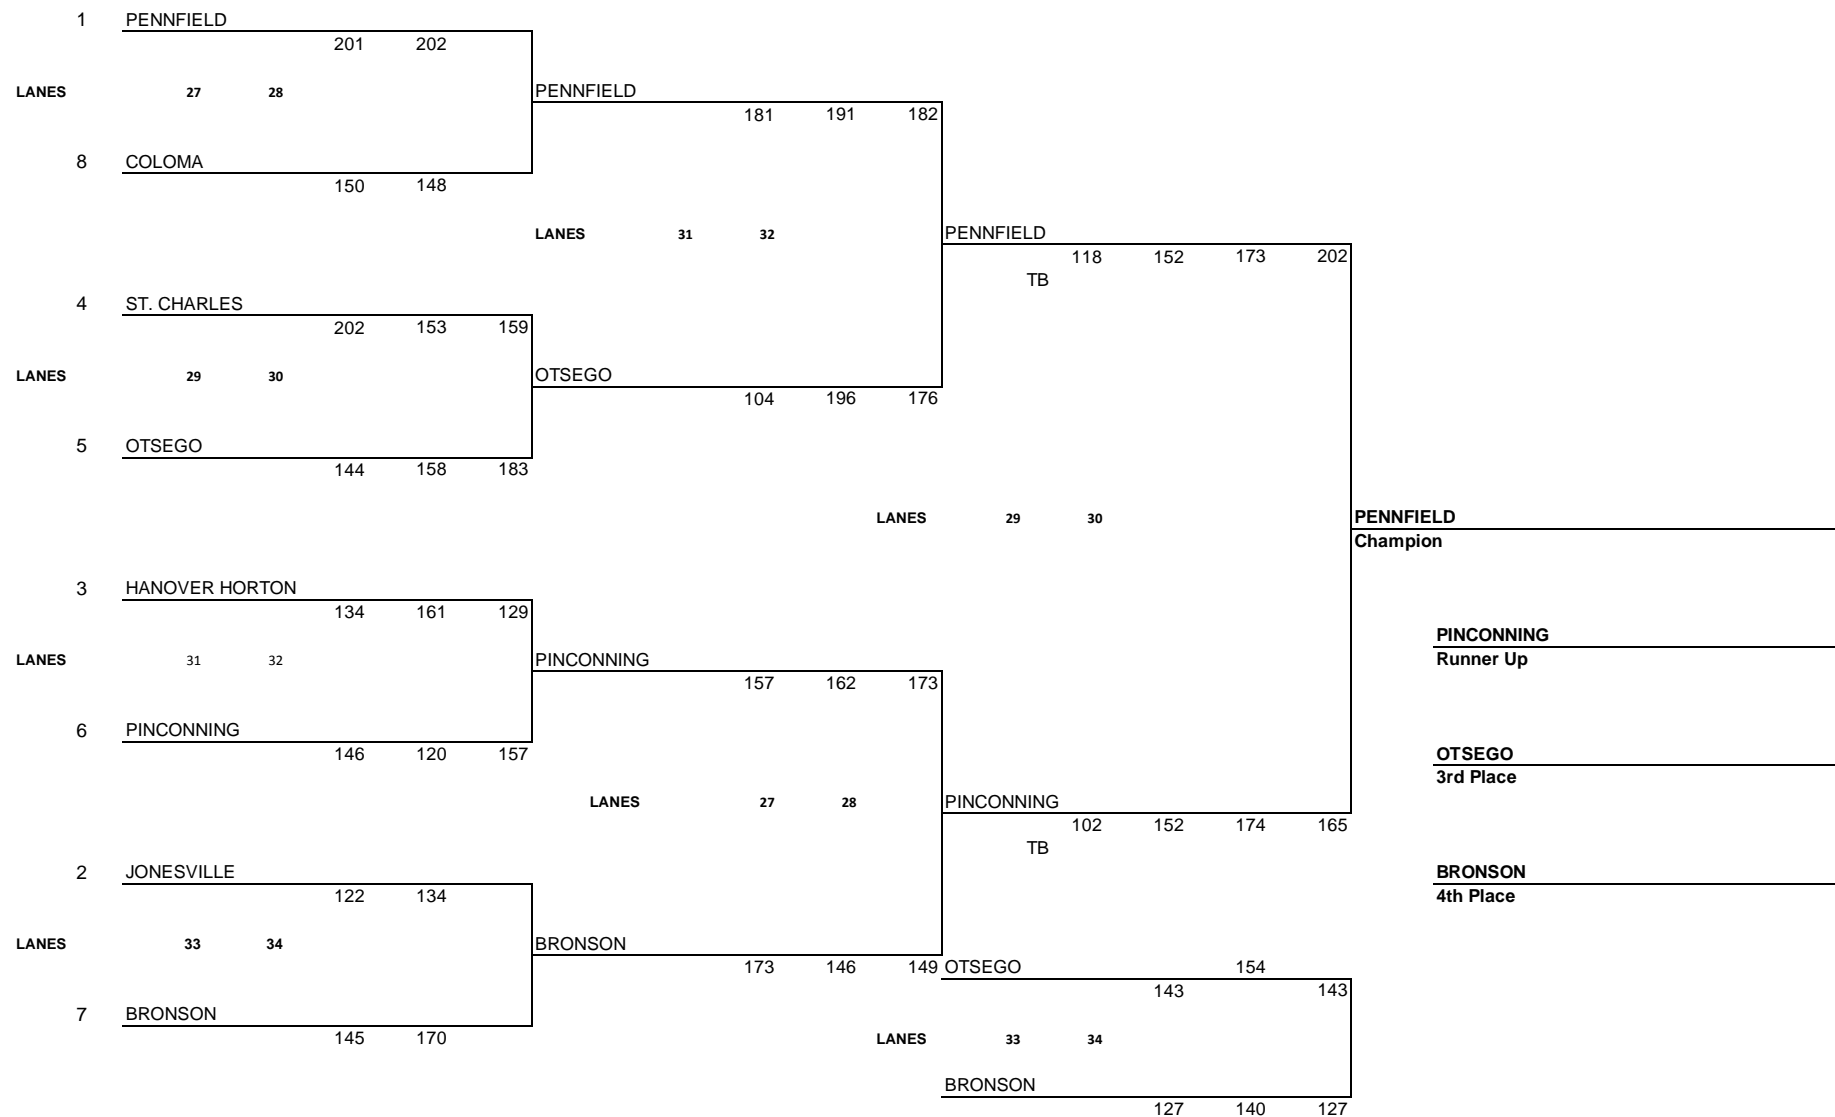 1 PENNFIELD
201 202
LANES 27 28 PENNFIELD
181 191 182
8 COLOMA
150 148
LANES 31 32 PENNFIELD
118 152 173 202
TB
4 ST. CHARLES
202 153 159
LANES 29 30 OTSEGO
104 196 176
5 OTSEGO
144 158 183
LANES 29 30 PENNFIELD
Champion
3 HANOVER HORTON
134 161 129
PINCONNING
LANES 31 32 PINCONNING Runner Up
157 162 173
6 PINCONNING
146 120 157 OTSEGO
3rd Place
LANES 27 28 PINCONNING
102 152 174 165
TB
2 JONESVILLE BRONSON
122 134 4th Place
LANES 33 34 BRONSON
173 146 149 OTSEGO 154
143 143
7 BRONSON
145 170 LANES 33 34
BRONSON
127 140 127